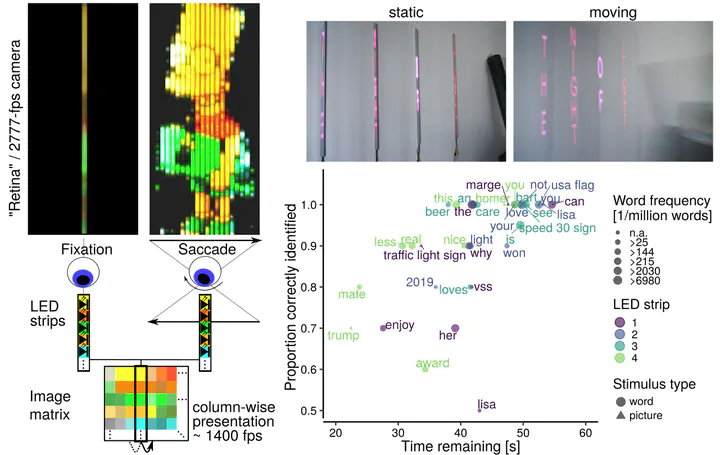 "Retina" / 27777-fps camera
Fixation
Saccade
LED
strips
Image
matrix
column-wise
presentation
~ 1400 fps
static
moving
T H E
N I G H T
O F
Proportion correctly identified
1.0
0.9
0.8
0.7
0.6
0.5
20
30
40
50
60
Time remaining [s]
marge
you
not
usa flag
this
an
homer
bart
you
can
beer
the
care
love
see
lisa
your
speed 30 sign
less
real
nice
light
is
traffic light sign
why
won
2019
loves
vss
mate
trump
enjoy
her
award
lisa
Word frequency
[1/million words]
n.a.
>25
>144
>215
>2030
>6980
LED strip
1
2
3
4
Stimulus type
word
picture